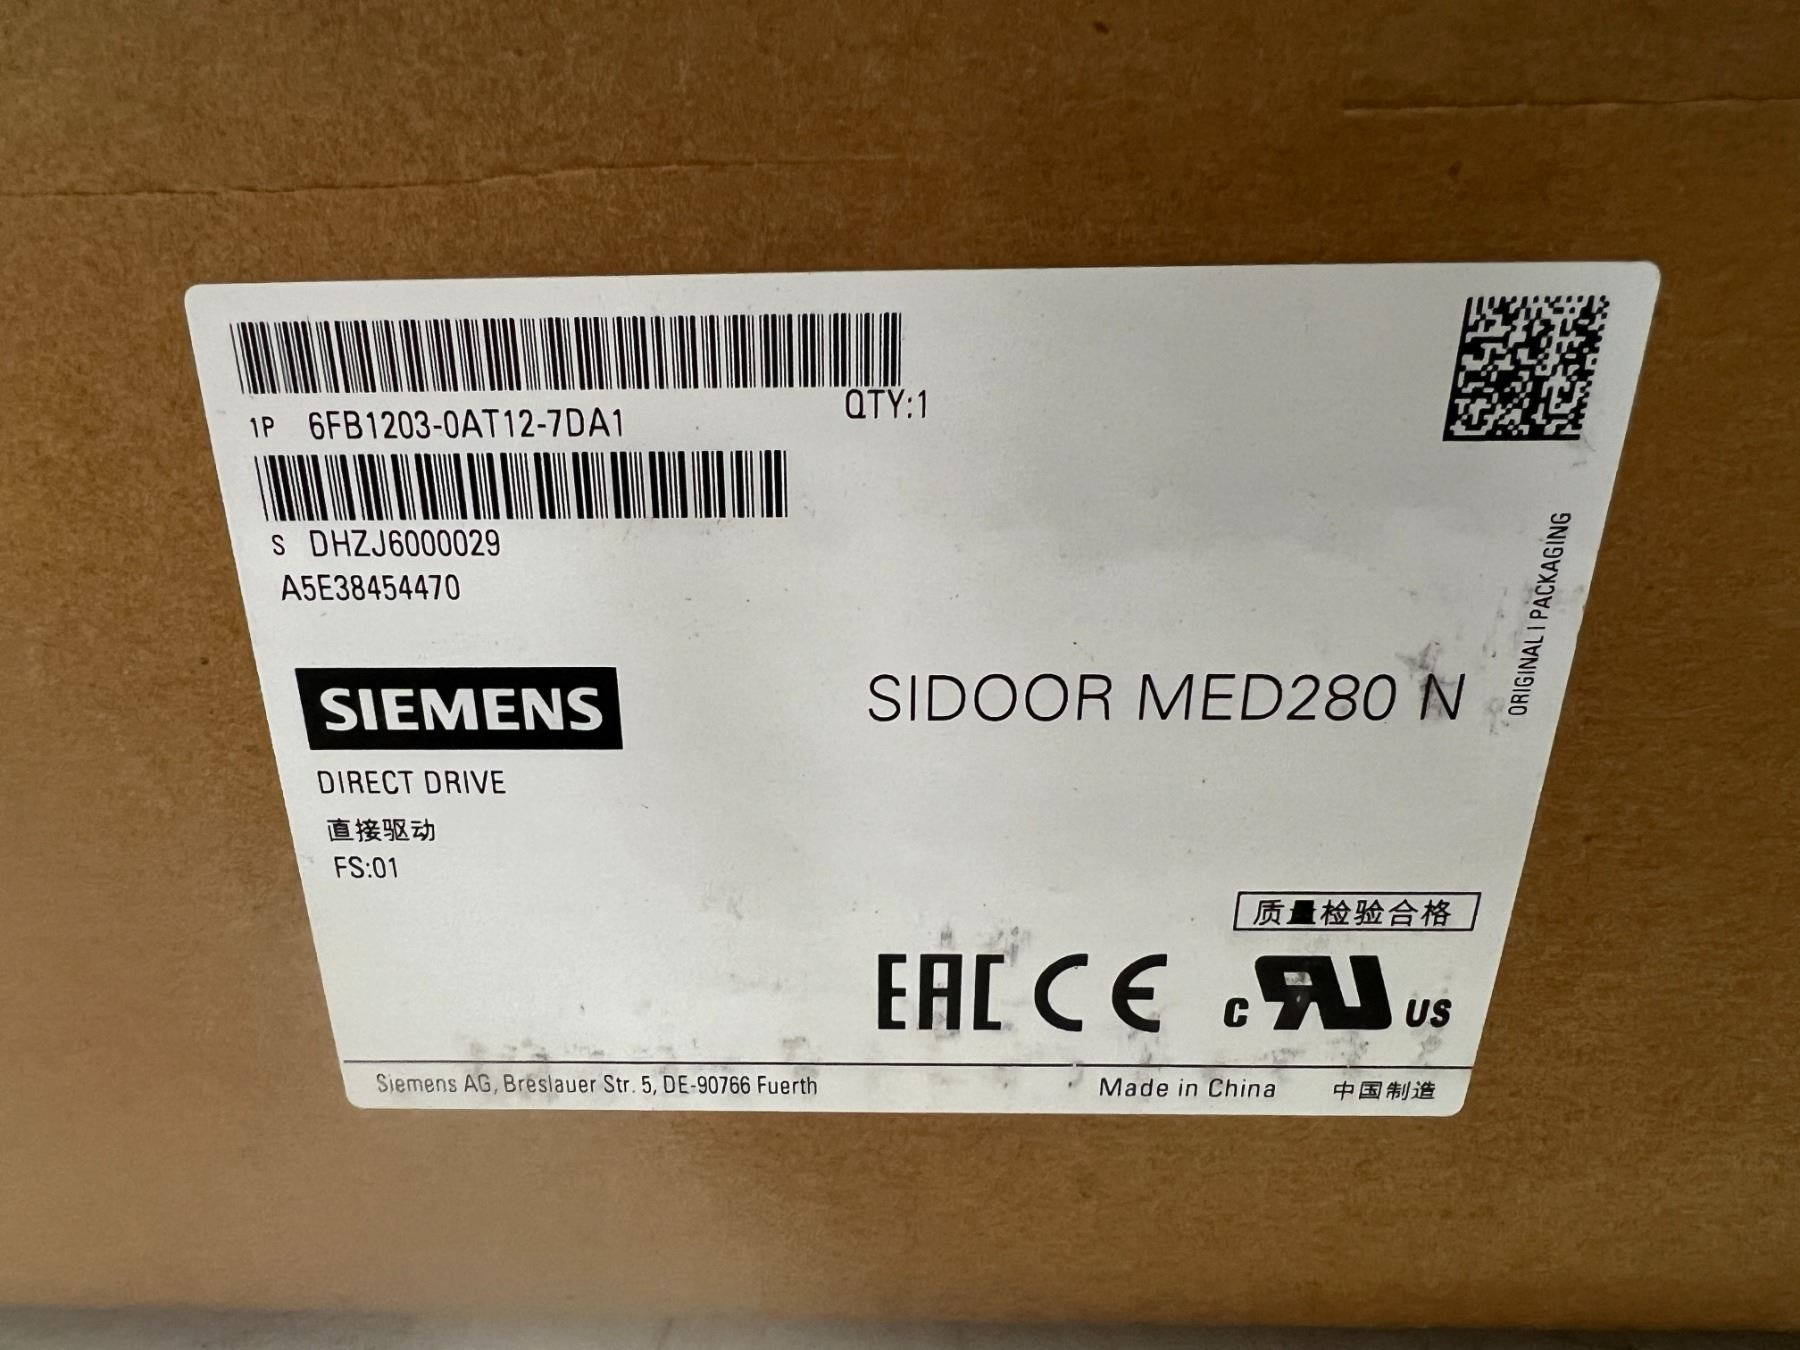 1P 6FB1203-0AT12-7DA1
QTY:1
S DHZJ6000029
A5E38454470
ORIGINAL | PACKAGING
SIEMENS
SIDOOR MED280 N
DIRECT DRIVE
直接驱动
FS:01
质量检验合格
EAC CE c RU US
Siemens AG, Breslauer Str. 5, DE-90766 Fuerth
Made in China 中国制造